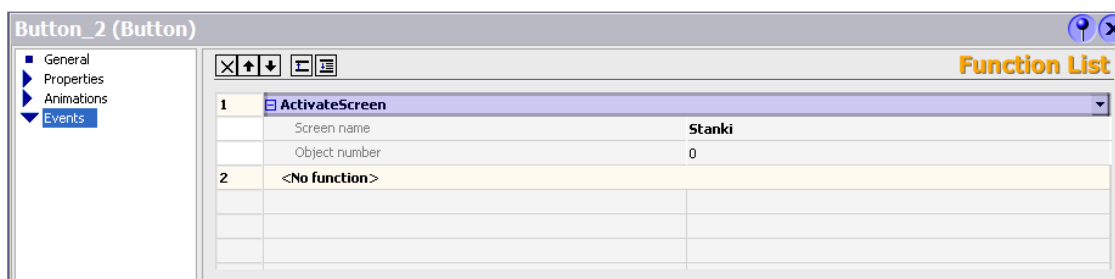 Button_2 (Button)
General
Properties
Animations
Events
Function List
1 ActivateScreen
Screen name Stanki
Object number 0
2 <No function>